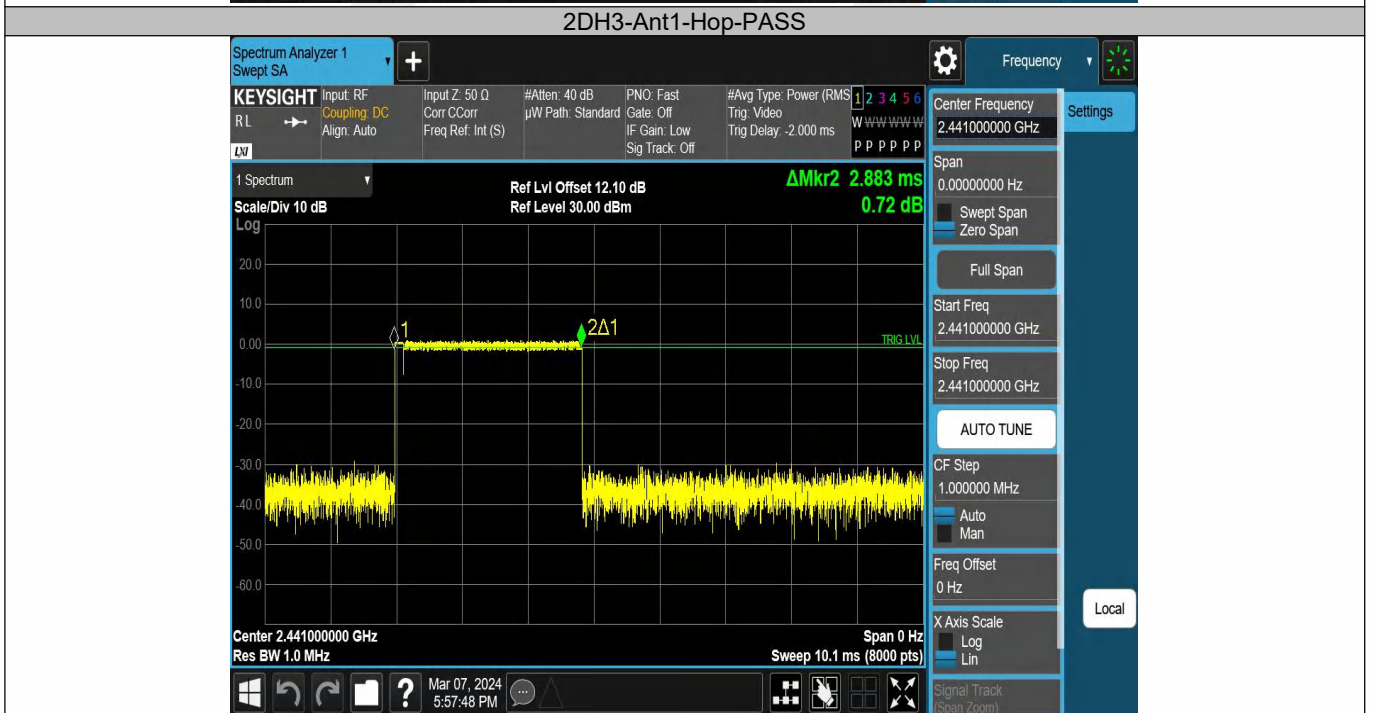 2DH3-Ant1-Hop-PASS
Spectrum Analyzer 1
Swept SA
+
Frequency
KEYSIGHT
RL
LXI
Input: RF
Coupling: DC
Align: Auto
Input Z: 50 Ω
Corr CCorr
Freq Ref: Int (S)
#Atten: 40 dB
µW Path: Standard
PNO: Fast
Gate: Off
IF Gain: Low
Sig Track: Off
#Avg Type: Power (RMS
Trig: Video
Trig Delay: -2.000 ms
1 2 3 4 5 6
W W W W W W
P P P P P P
1 Spectrum
Scale/Div 10 dB
Log
Ref Lvl Offset 12.10 dB
Ref Level 30.00 dBm
ΔMkr2 2.883 ms
0.72 dB
20.0
10.0
0.00
-10.0
-20.0
-30.0
-40.0
-50.0
-60.0
1
2Δ1
TRIG LVL
Center 2.441000000 GHz
Res BW 1.0 MHz
Span 0 Hz
Sweep 10.1 ms (8000 pts)
Center Frequency
2.441000000 GHz
Settings
Span
0.00000000 Hz
Swept Span
Zero Span
Full Span
Start Freq
2.441000000 GHz
Stop Freq
2.441000000 GHz
AUTO TUNE
CF Step
1.000000 MHz
Auto
Man
Freq Offset
0 Hz
X Axis Scale
Log
Lin
Signal Track
(Span Zoom)
Local
?
Mar 07, 2024
5:57:48 PM